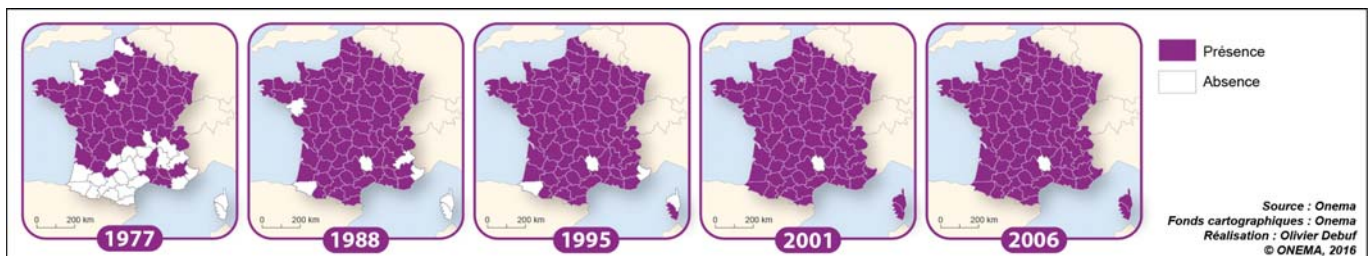 0 200 km
1977
0 200 km
1988
0 200 km
1995
0 200 km
2001
0 200 km
2006
Présence
Absence
Source : Onema
Fonds cartographiques : Onema
Réalisation : Olivier Debuf
© ONEMA, 2016